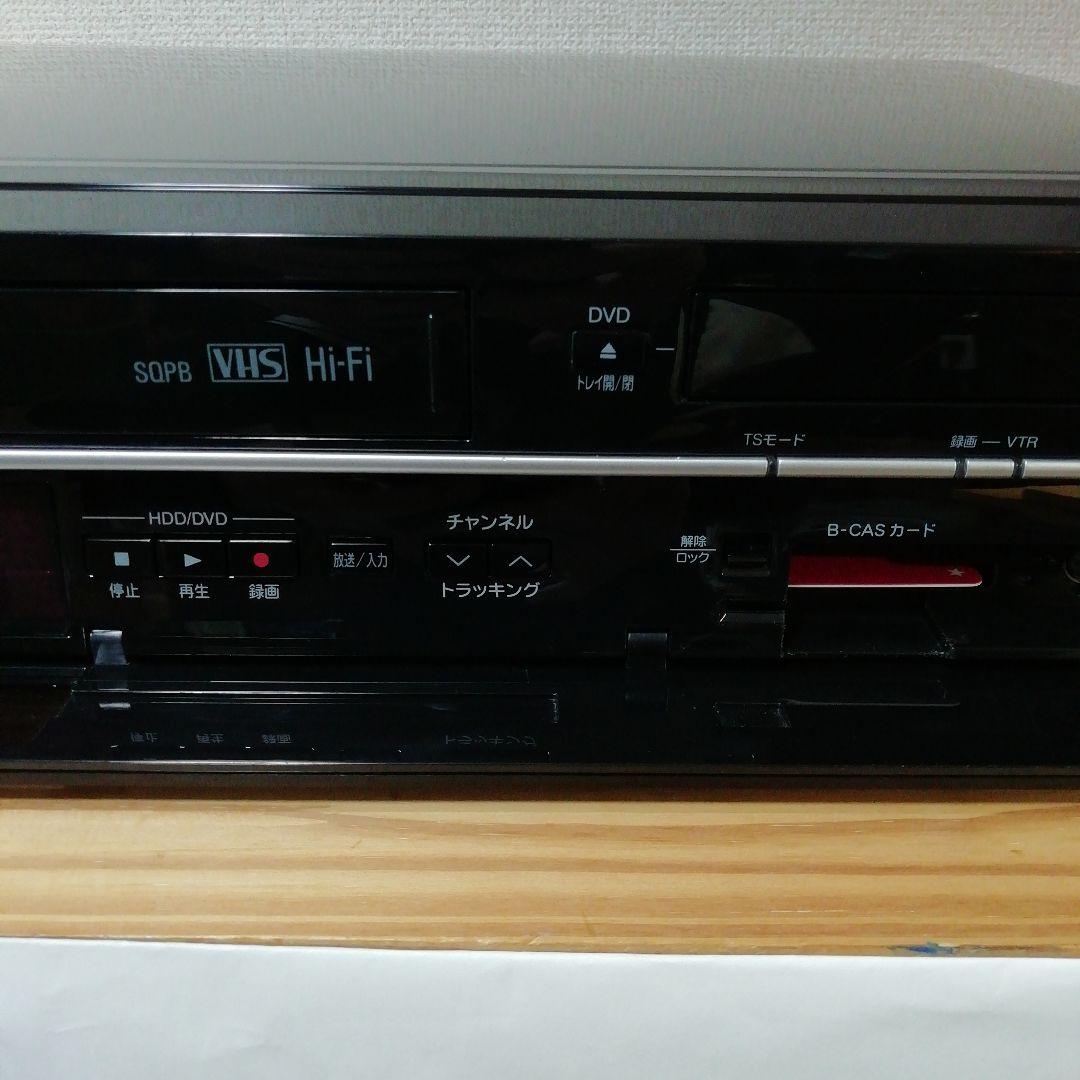 DVD
トレイ開/閉
SQPB VHS Hi-Fi
TSモード
録画 — VTR
HDD/DVD
停止
再生
録画
放送/入力
チャンネル
トラッキング
解除
ロック
B-CASカード